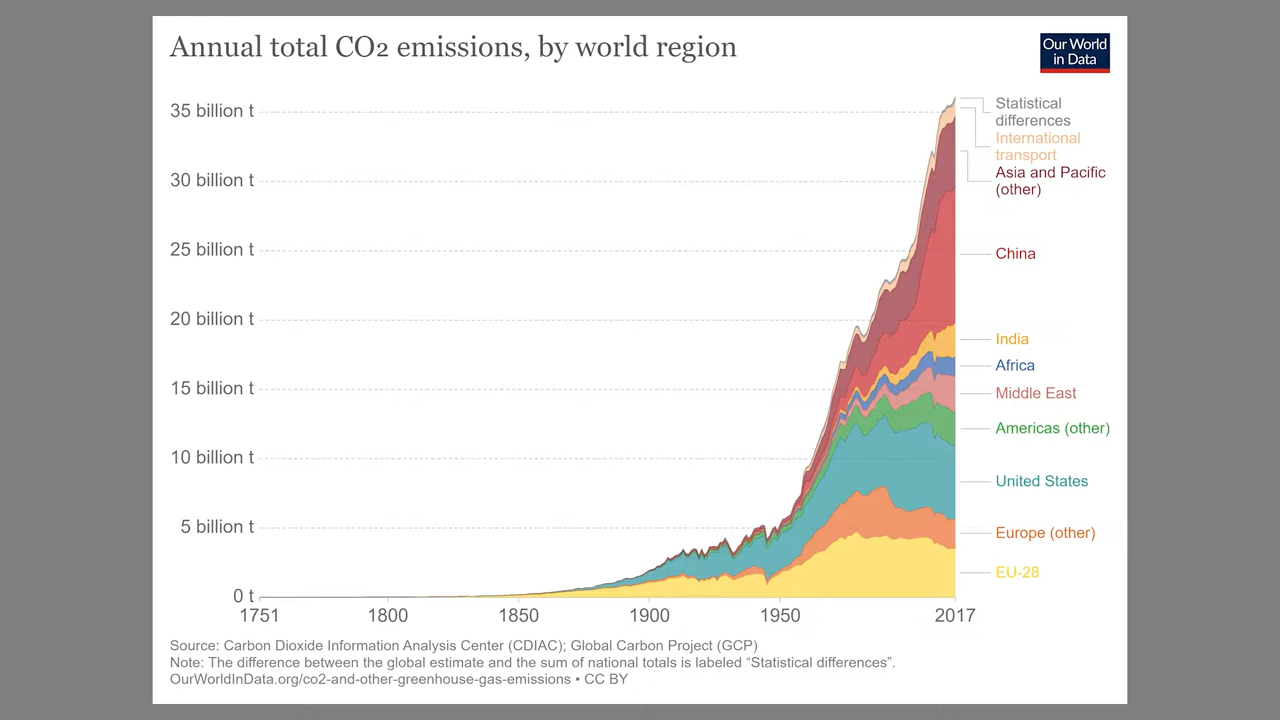 Annual total CO2 emissions, by world region
Our World
in Data
35 billion t
30 billion t
25 billion t
20 billion t
15 billion t
10 billion t
5 billion t
0 t
1751
1800
1850
1900
1950
2017
Statistical
differences
International
transport
Asia and Pacific
(other)
China
India
Africa
Middle East
Americas (other)
United States
Europe (other)
EU-28
Source: Carbon Dioxide Information Analysis Center (CDIAC); Global Carbon Project (GCP)
Note: The difference between the global estimate and the sum of national totals is labeled “Statistical differences”.
OurWorldInData.org/co2-and-other-greenhouse-gas-emissions • CC BY